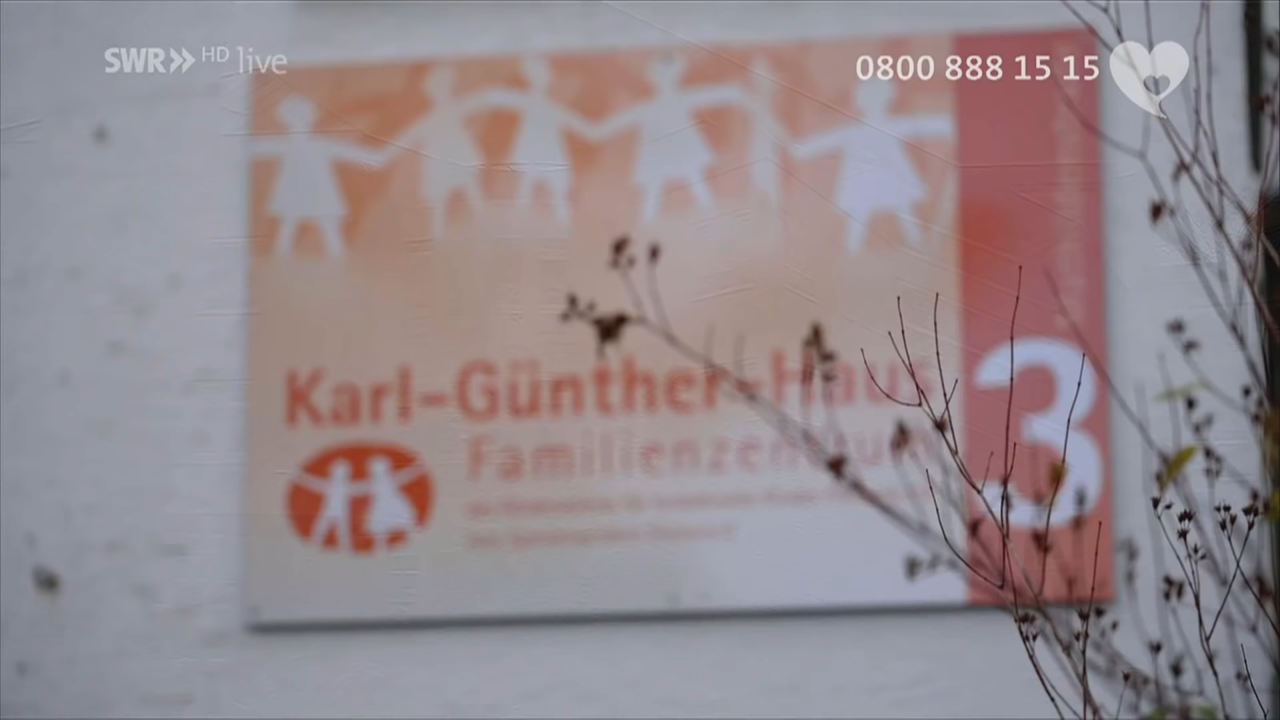 SWR>> HD live
0800 888 15 15
Karl-Günther-Haus
Familienzentrum
3